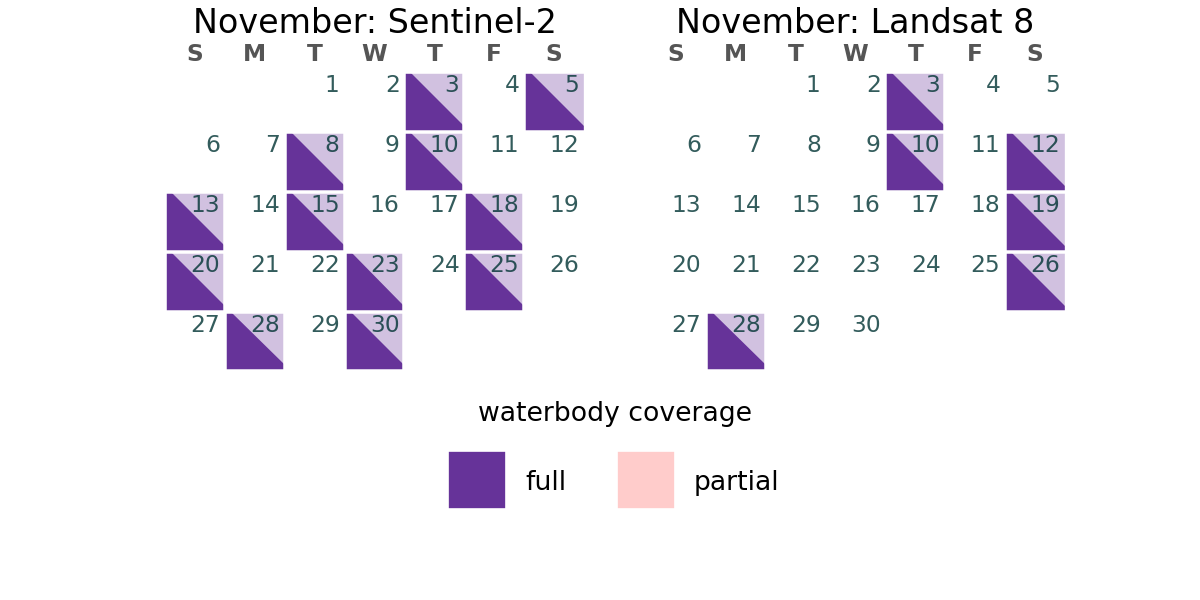 November: Sentinel-2
S M T W T F S
1 2 3 4 5
6 7 8 9 10 11 12
13 14 15 16 17 18 19
20 21 22 23 24 25 26
27 28 29 30
November: Landsat 8
S M T W T F S
1 2 3 4 5
6 7 8 9 10 11 12
13 14 15 16 17 18 19
20 21 22 23 24 25 26
27 28 29 30
waterbody coverage
full partial